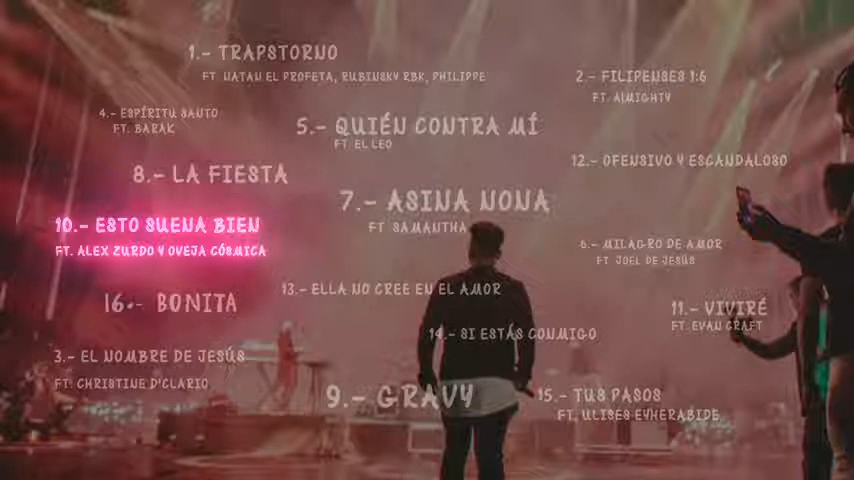 1.- TRAPSTORNO
FT. NATAN EL PROFETA, RUBINSKY RBK, PHILIPPE
2.- FILIPENSES 1:6
FT. ALMIGHTY
4.- ESPÍRITU SANTO
FT. BARAK
5.- QUIÉN CONTRA MÍ
FT. EL LEO
12.- OFENSIVO Y ESCANDALOSO
8.- LA FIESTA
7.- ASINA NONA
FT SAMANTHA
10.- ESTO SUENA BIEN
FT. ALEX ZURDO Y OVEJA CÓSMICA
6.- MILAGRO DE AMOR
FT. JOEL DE JESÚS
13.- ELLA NO CREE EN EL AMOR
16.- BONITA
11.- VIVIRÉ
FT. EVAN CRAFT
14.- SI ESTÁS CONMIGO
3.- EL NOMBRE DE JESÚS
FT. CHRISTINE D'CLARIO
9.- GRAVY
15.- TUS PASOS
FT. ULISES EYHERABIDE